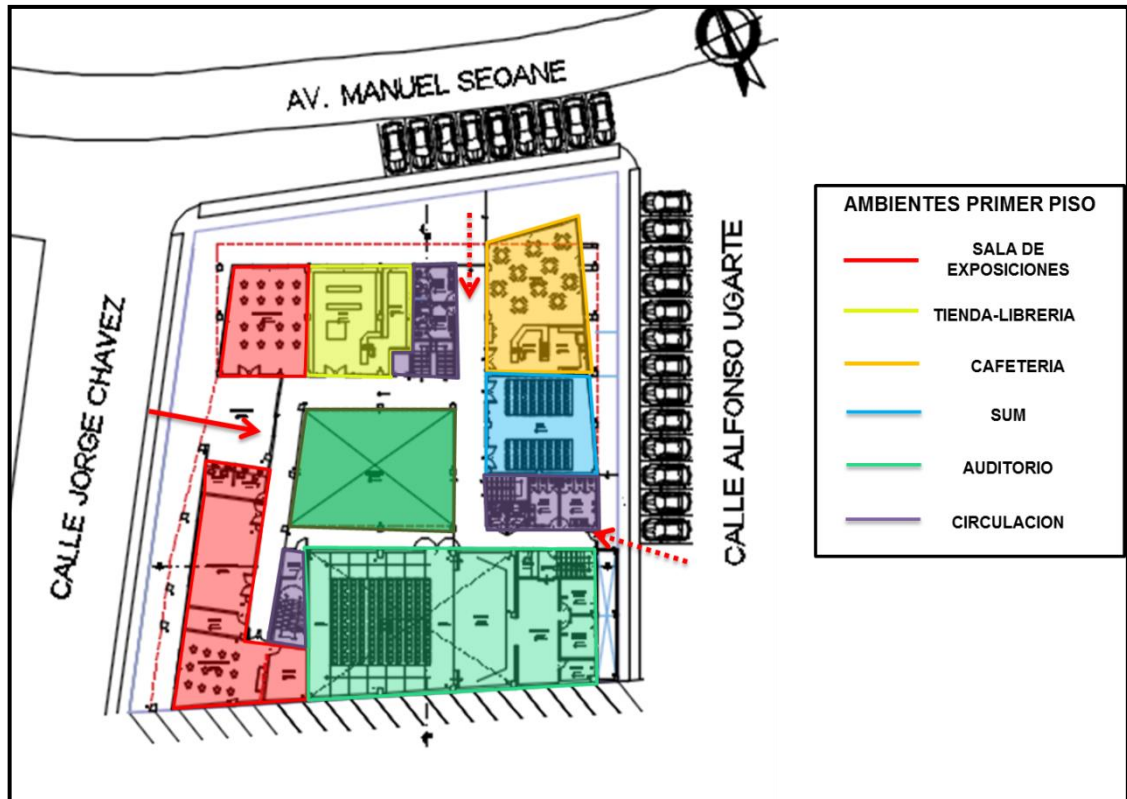 AV. MANUEL SEOANE
CALLE JORGE CHAVEZ
CALLE ALFONSO UGARTE
AMBIENTES PRIMER PISO
SALA DE
EXPOSICIONES
TIENDA-LIBRERIA
CAFETERIA
SUM
AUDITORIO
CIRCULACION